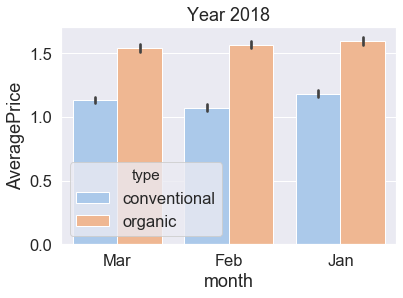 Year 2018
AveragePrice
1.5
1.0
0.5
0.0
type
conventional
organic
Mar Feb Jan
month